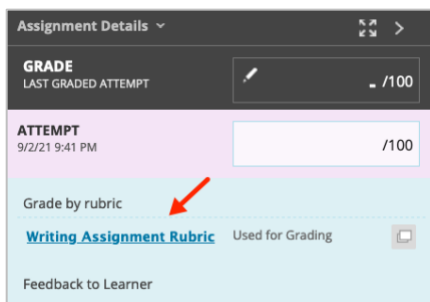 Assignment Details
GRADE
LAST GRADED ATTEMPT
- /100
ATTEMPT
9/2/21 9:41 PM
/100
Grade by rubric
Writing Assignment Rubric Used for Grading
Feedback to Learner